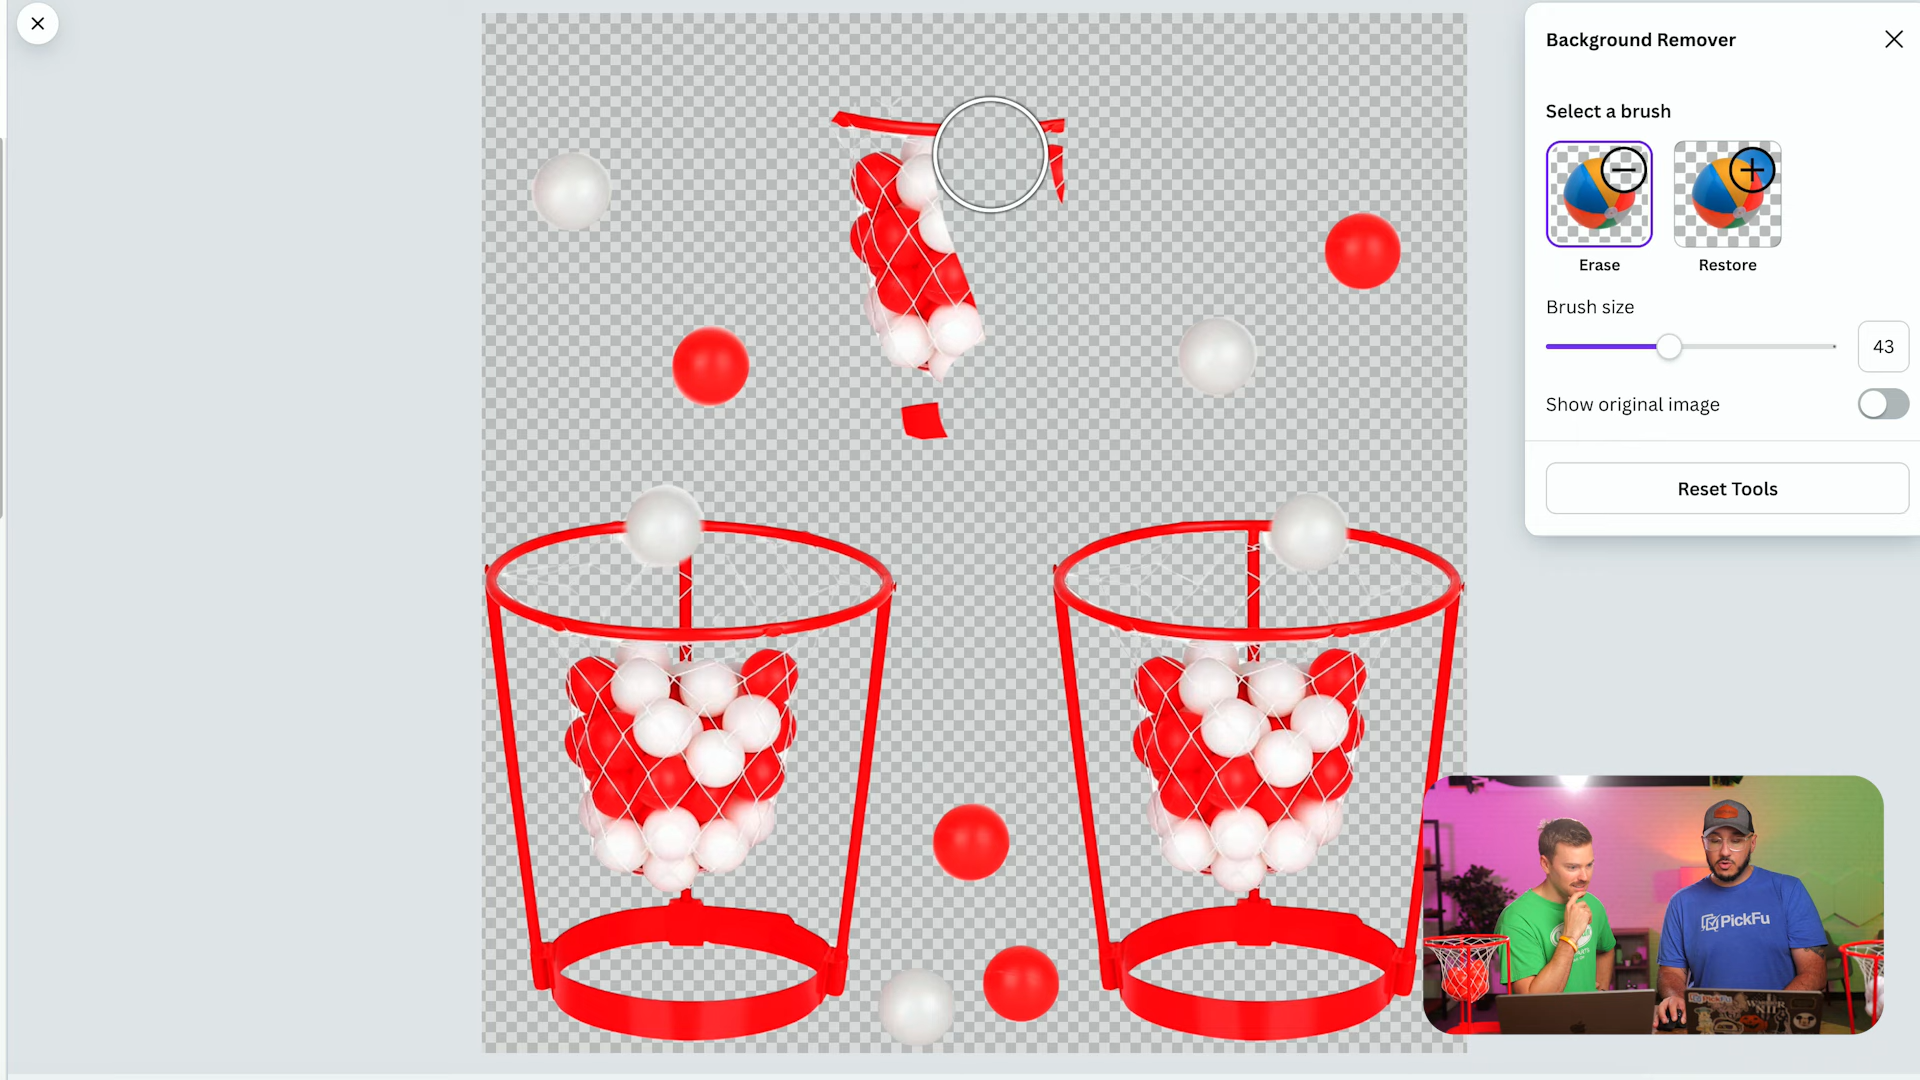 Background Remover
Select a brush
Erase
Restore
Brush size
43
Show original image
Reset Tools
PickFu